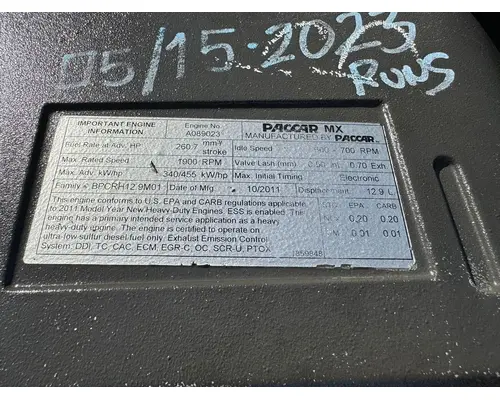 05/15-2023
RUNS
IMPORTANT ENGINE INFORMATION
Engine No. A089023
PACCAR MX
MANUFACTURED BY PACCAR
Fuel Rate at Adv. HP 260.7 mm³/stroke
Idle Speed 700 RPM
Max. Rated Speed 1900 RPM
Valve Lash (mm) 0.50 Int. 0.70 Exh
Max. Adv. kW/hp 340/455 kW/hp
Max. Initial Timing Electronic
Family BPCRH12.9M01
Date of Mfg. 10/2011
Displacement 12.9 L
This engine conforms to U.S. EPA and CARB regulations applicable
to 2011 Model Year New Heavy Duty Engines. ESS is enabled. This
engine has a primary intended service application as a heavy
heavy-duty engine. The engine is certified to operate on
ultra-low-sulfur diesel fuel only. Exhaust Emission Control
System: DDI, TC, CAC, ECM, EGR-C, OC, SCR-U, PTOX
EPA CARB
0.20 0.20
0.01 0.01